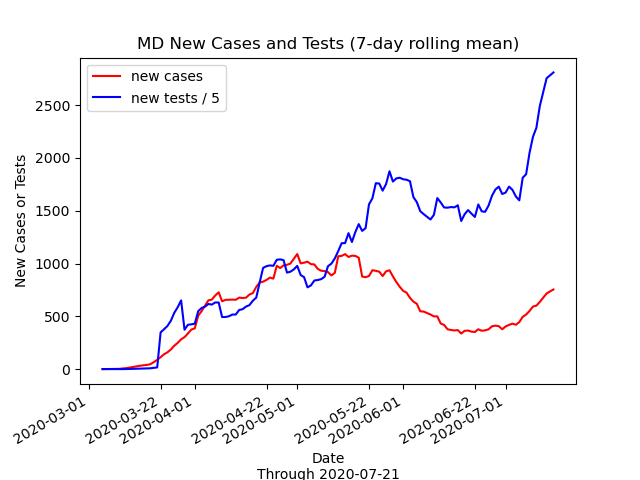 MD New Cases and Tests (7-day rolling mean)
new cases
new tests / 5
New Cases or Tests
2500
2000
1500
1000
500
0
2020-03-01
2020-03-22
2020-04-01
2020-04-22
2020-05-01
2020-05-22
2020-06-01
2020-06-22
2020-07-01
Date
Through 2020-07-21